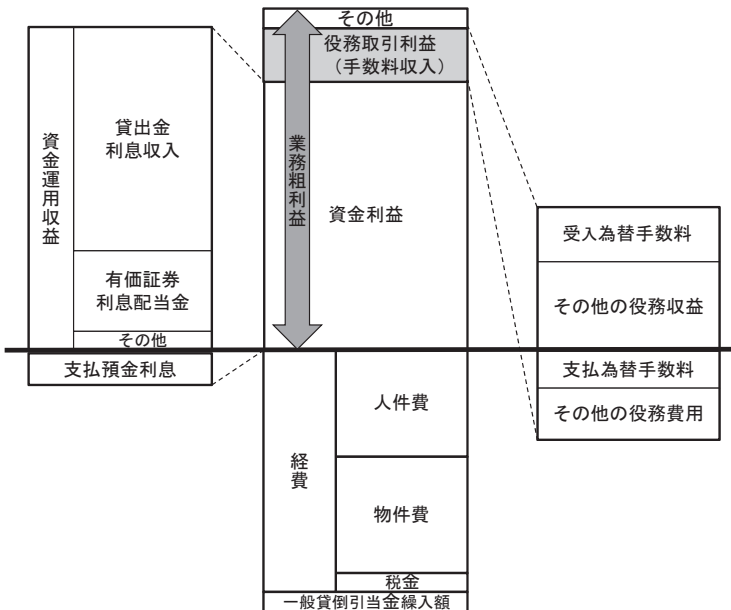 資金運用収益
貸出金
利息収入
有価証券
利息配当金
その他
支払預金利息
その他
役務取引利益
（手数料収入）
業務粗利益
資金利益
経費
人件費
物件費
税金
一般貸倒引当金繰入額
受入為替手数料
その他の役務収益
支払為替手数料
その他の役務費用